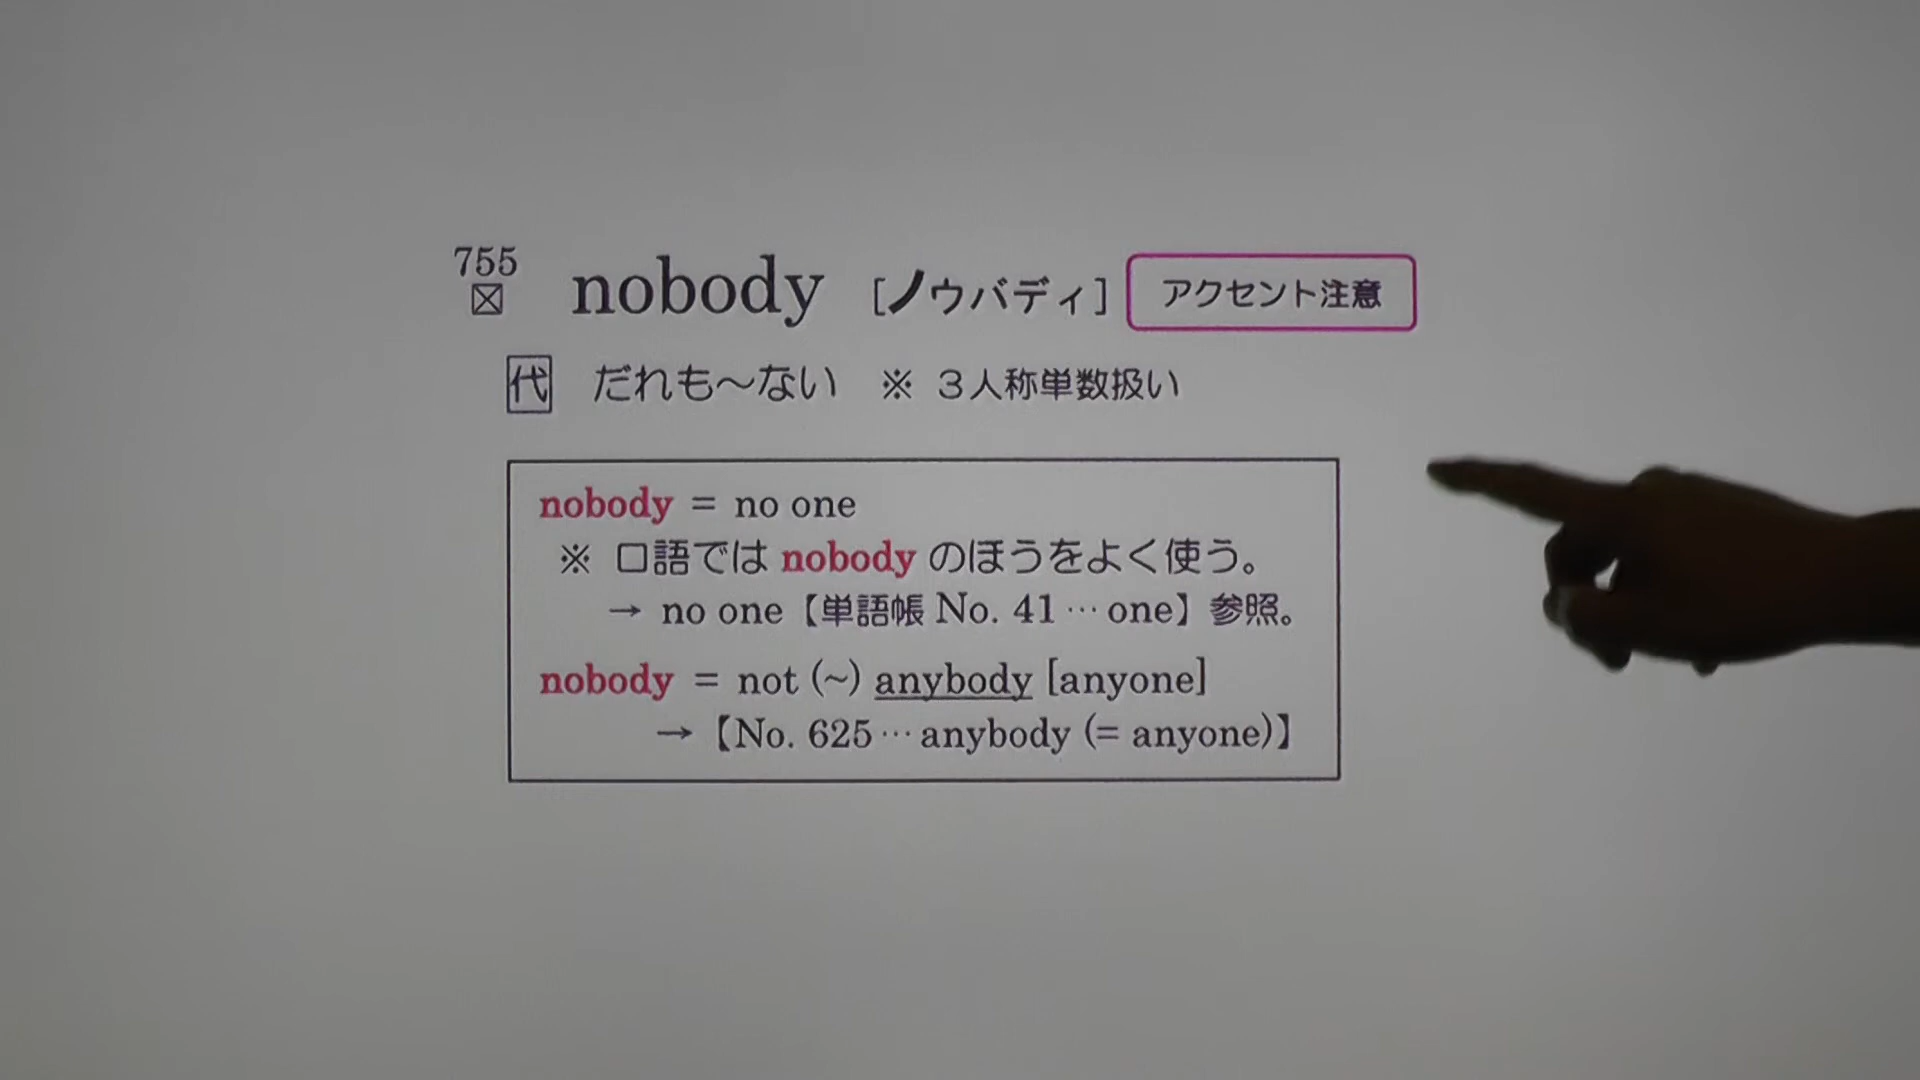 755
nobody [ノウバディ] アクセント注意
代 だれも〜ない ※ 3人称単数扱い
nobody = no one
※ 口語では nobody のほうをよく使う。
→ no one【単語帳 No. 41 … one】参照。
nobody = not (~) anybody [anyone]
→【No. 625 … anybody (= anyone)】